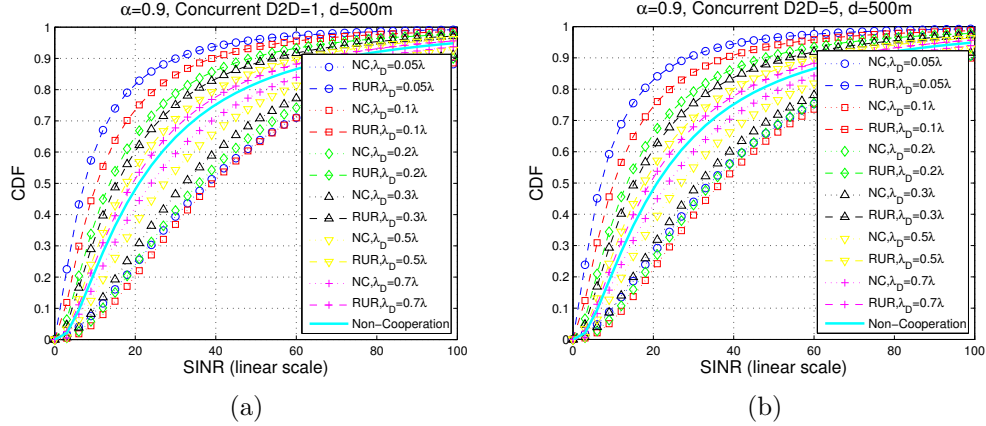 α=0.9, Concurrent D2D=1, d=500m
1
0.9
0.8
0.7
0.6
0.5
0.4
0.3
0.2
0.1
0
CDF
0
20
40
60
80
100
SINR (linear scale)
NC,λD=0.05λ
RUR,λD=0.05λ
NC,λD=0.1λ
RUR,λD=0.1λ
NC,λD=0.2λ
RUR,λD=0.2λ
NC,λD=0.3λ
RUR,λD=0.3λ
NC,λD=0.5λ
RUR,λD=0.5λ
NC,λD=0.7λ
RUR,λD=0.7λ
Non−Cooperation
(a)
α=0.9, Concurrent D2D=5, d=500m
1
0.9
0.8
0.7
0.6
0.5
0.4
0.3
0.2
0.1
0
CDF
0
20
40
60
80
100
SINR (linear scale)
NC,λD=0.05λ
RUR,λD=0.05λ
NC,λD=0.1λ
RUR,λD=0.1λ
NC,λD=0.2λ
RUR,λD=0.2λ
NC,λD=0.3λ
RUR,λD=0.3λ
NC,λD=0.5λ
RUR,λD=0.5λ
NC,λD=0.7λ
RUR,λD=0.7λ
Non−Cooperation
(b)